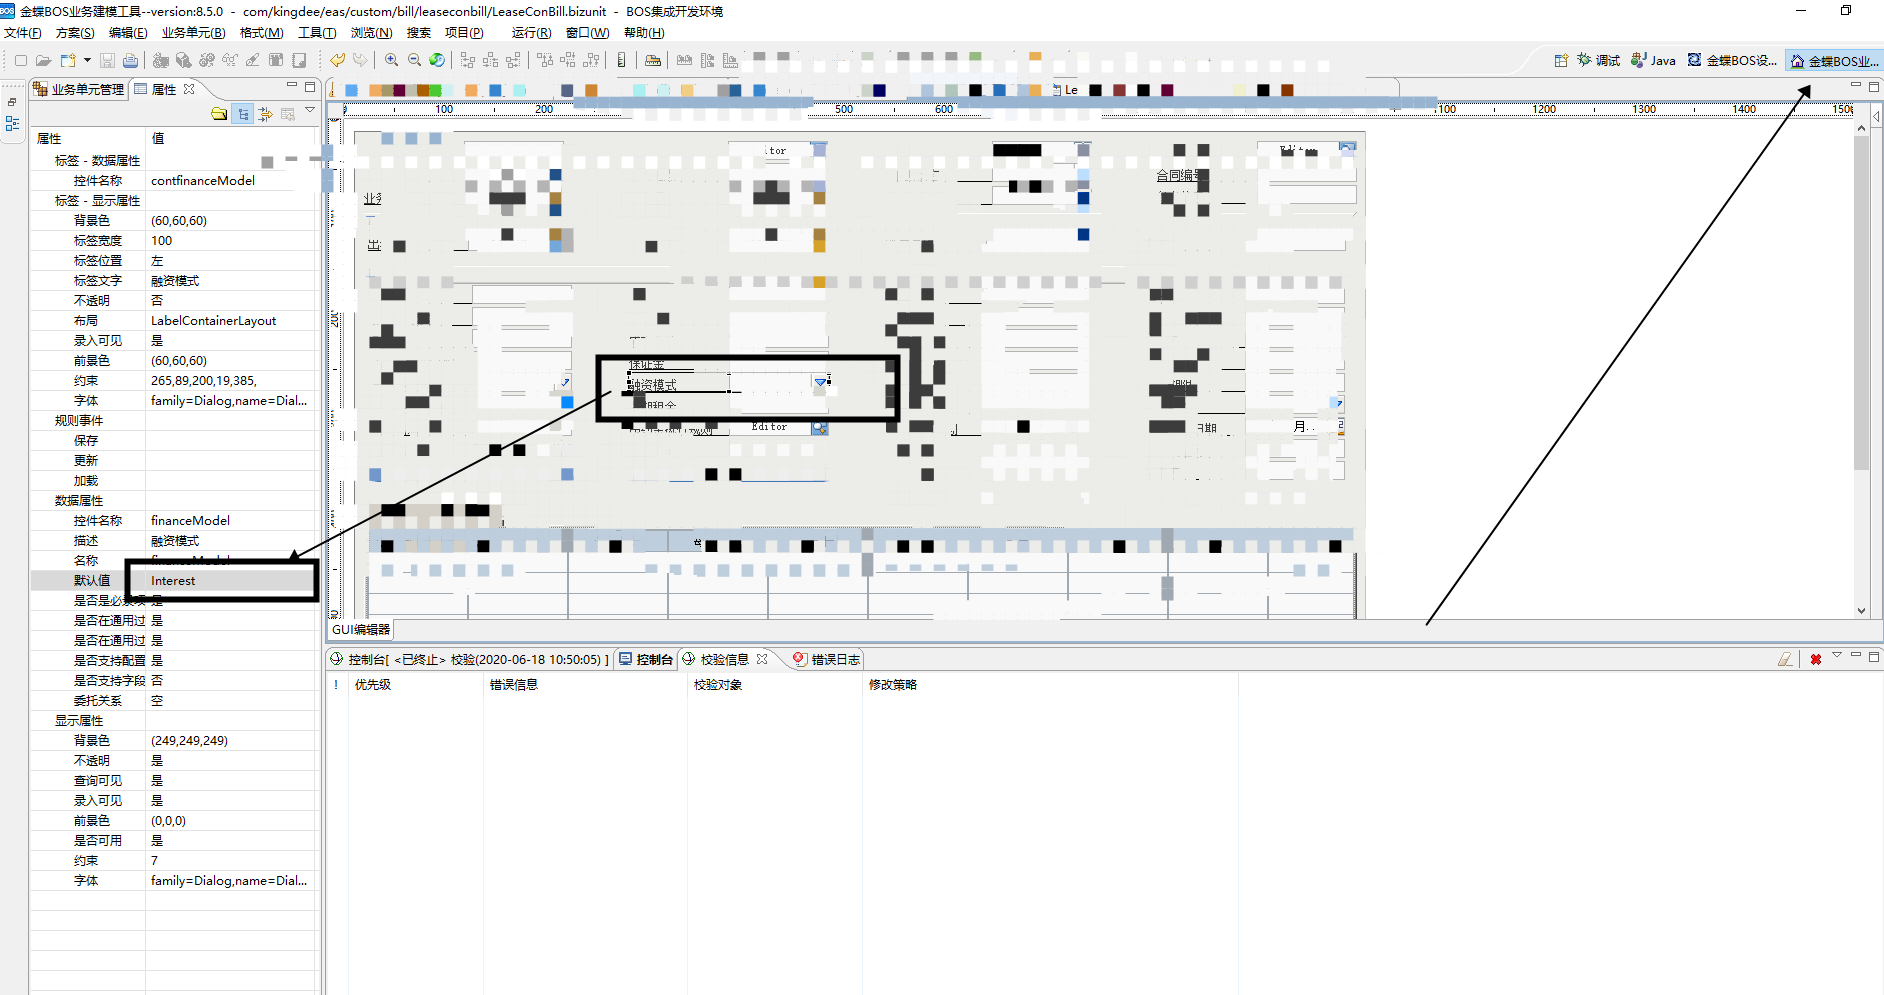 金蝶BOS业务建模工具--version:8.5.0 - com/kingdee/eas/custom/bill/leaseconbill/LeaseConBill.bizunit - BOS集成开发环境
文件(F) 方案(S) 编辑(E) 业务单元(B) 格式(M) 工具(T) 浏览(N) 搜索 项目(P) 运行(R) 窗口(W) 帮助(H)
调试 Java 金蝶BOS设... 金蝶BOS业...
业务单元管理 属性
Le
100 200 500 600 1100 1200 1300 1400 1500
属性 值
标签 - 数据属性
控件名称 contfinanceModel
标签 - 显示属性
背景色 (60,60,60)
标签宽度 100
标签位置 左
标签文字 融资模式
不透明 否
布局 LabelContainerLayout
录入可见 是
前景色 (60,60,60)
约束 265,89,200,19,385,
字体 family=Dialog,name=Dial...
规则事件
保存
更新
加载
数据属性
控件名称 financeModel
描述 融资模式
名称 financeModel
默认值 Interest
是否是必录项 是
是否在通用过 是
是否在通用过 是
是否支持配置 是
是否支持字段 否
委托关系 空
显示属性
背景色 (249,249,249)
不透明 是
查询可见 是
录入可见 是
前景色 (0,0,0)
是否可用 是
约束 7
字体 family=Dialog,name=Dial...
合同编号
保证金
融资模式
Editor
日期
月..
GUI编辑器
控制台[ <已终止> 校验(2020-06-18 10:50:05) ] 控制台 校验信息 错误日志
! 优先级 错误信息 校验对象 修改策略